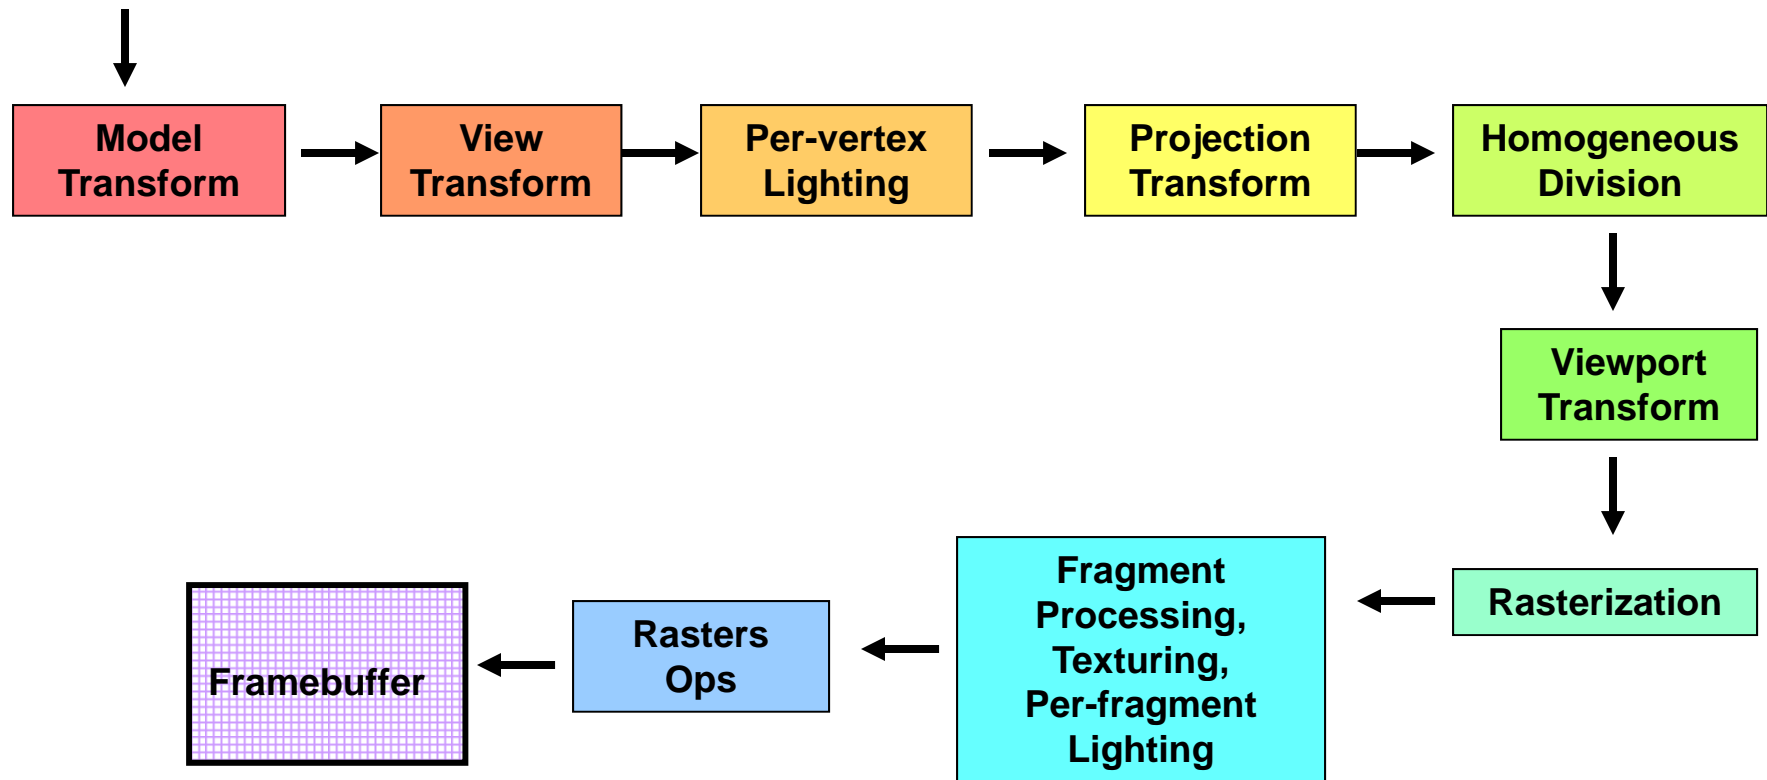 Model
Transform
View
Transform
Per-vertex
Lighting
Projection
Transform
Homogeneous
Division
Viewport
Transform
Rasterization
Fragment
Processing,
Texturing,
Per-fragment
Lighting
Rasters
Ops
Framebuffer